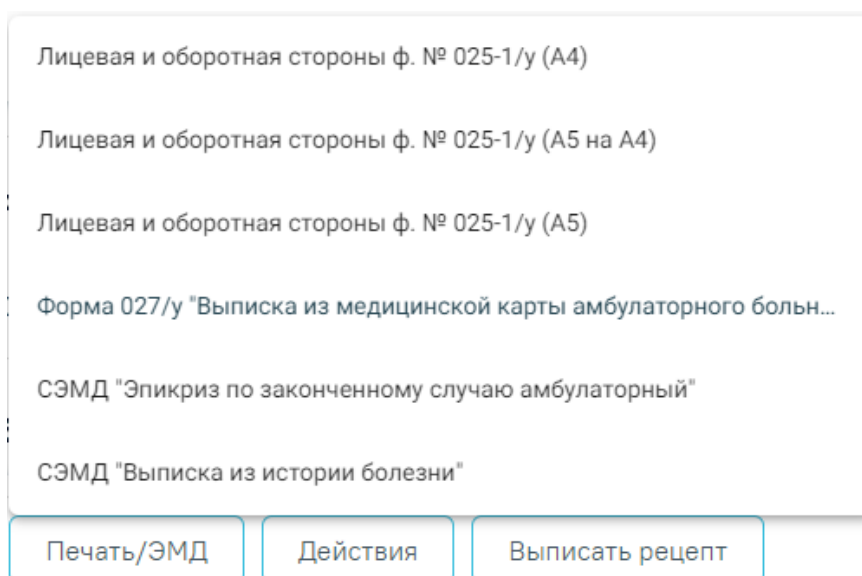 Лицевая и оборотная стороны ф. № 025-1/у (А4)
Лицевая и оборотная стороны ф. № 025-1/у (А5 на А4)
Лицевая и оборотная стороны ф. № 025-1/у (А5)
Форма 027/у "Выписка из медицинской карты амбулаторного больн...
СЭМД "Эпикриз по законченному случаю амбулаторный"
СЭМД "Выписка из истории болезни"
Печать/ЭМД Действия Выписать рецепт